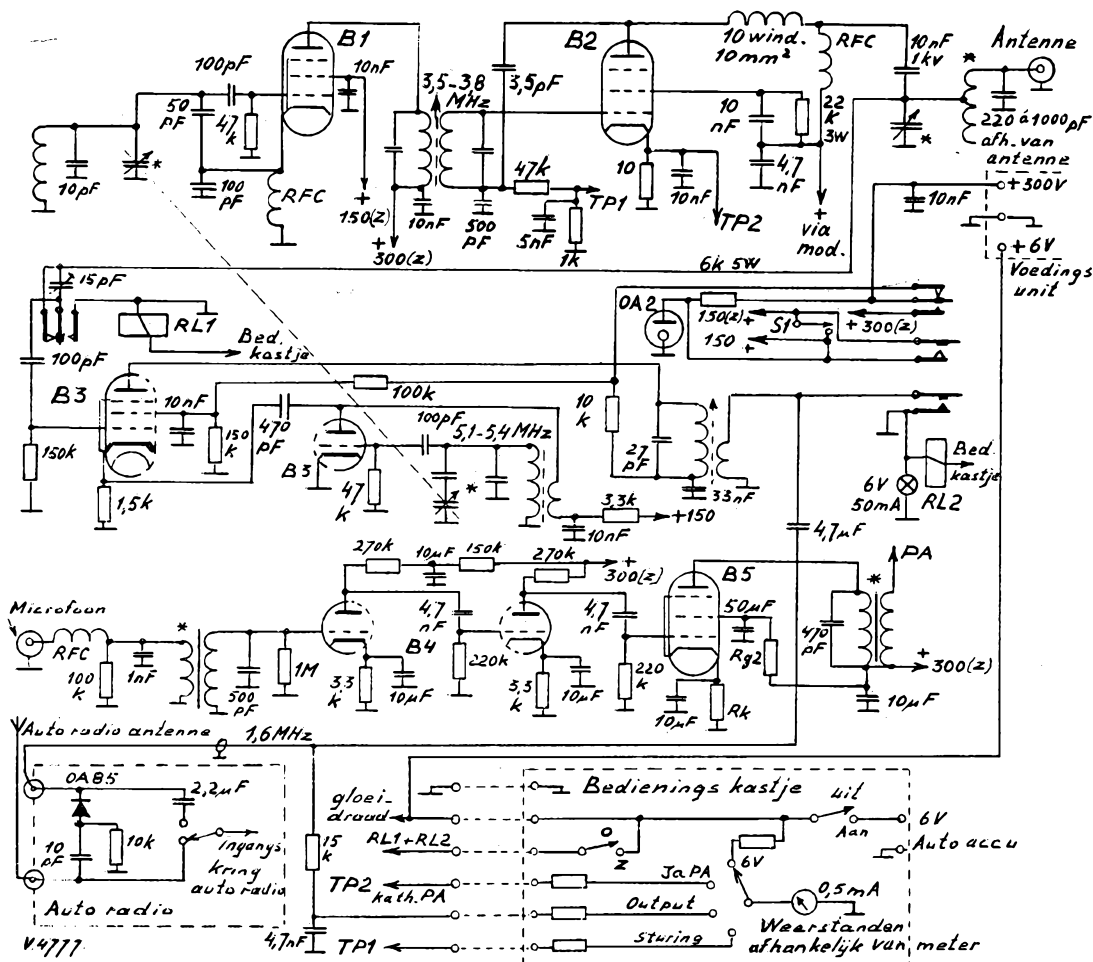 B1
B2
10 wind.
10mm²
RFC
10nF
1kv
Antenne
*
100pF
10nF
3,5-3,8
MHz
3,5pF
50
pF
47
k
10
nF
22
k
3W
*
220 á 1000pF
afh. van
antenne
*
10pF
100
pF
RFC
+
150(z)
10nF
+
300(z)
500
pF
47k
TP1
5nF
1k
10
10nF
TP2
4,7
nF
+
via
mod.
10nF
+300V
+6V
Voedings
unit
6k 5W
15pF
RL1
Bed.
kastje
OA2
150(z)
+
S1
+
300(z)
150
+
100pF
B3
10nF
100k
150k
150
k
470
pF
B3
100pF
5,1-5,4 MHz
10
k
27
pF
47
k
*
1,5k
3,3k
+150
10nF
33nF
6V
50mA
RL2
Bed.
kastje
4,7µF
270k
10µF
150k
270k
+
300(z)
B5
PA
Microfoon
RFC
*
4,7
nF
B4
4,7
nF
50µF
*
100
k
1nF
500
pF
1M
3,3
k
10µF
220k
3,3
k
10µF
220
k
Rg2
470
pF
+
300(z)
10µF
Rk
10µF
Auto radio antenne
1,6MHz
OA85
2,2µF
10
pF
10k
ingangs
kring
auto radio
Auto radio
V.4777
15
k
4,7nF
gloei-
draad
RL1+RL2
TP2
kath. PA
TP1
Bedienings kastje
uit
Aan
6V
Auto accu
O
Z
6V
JaPA
Output
Sturing
0,5mA
Weerstanden
afhankelijk van meter